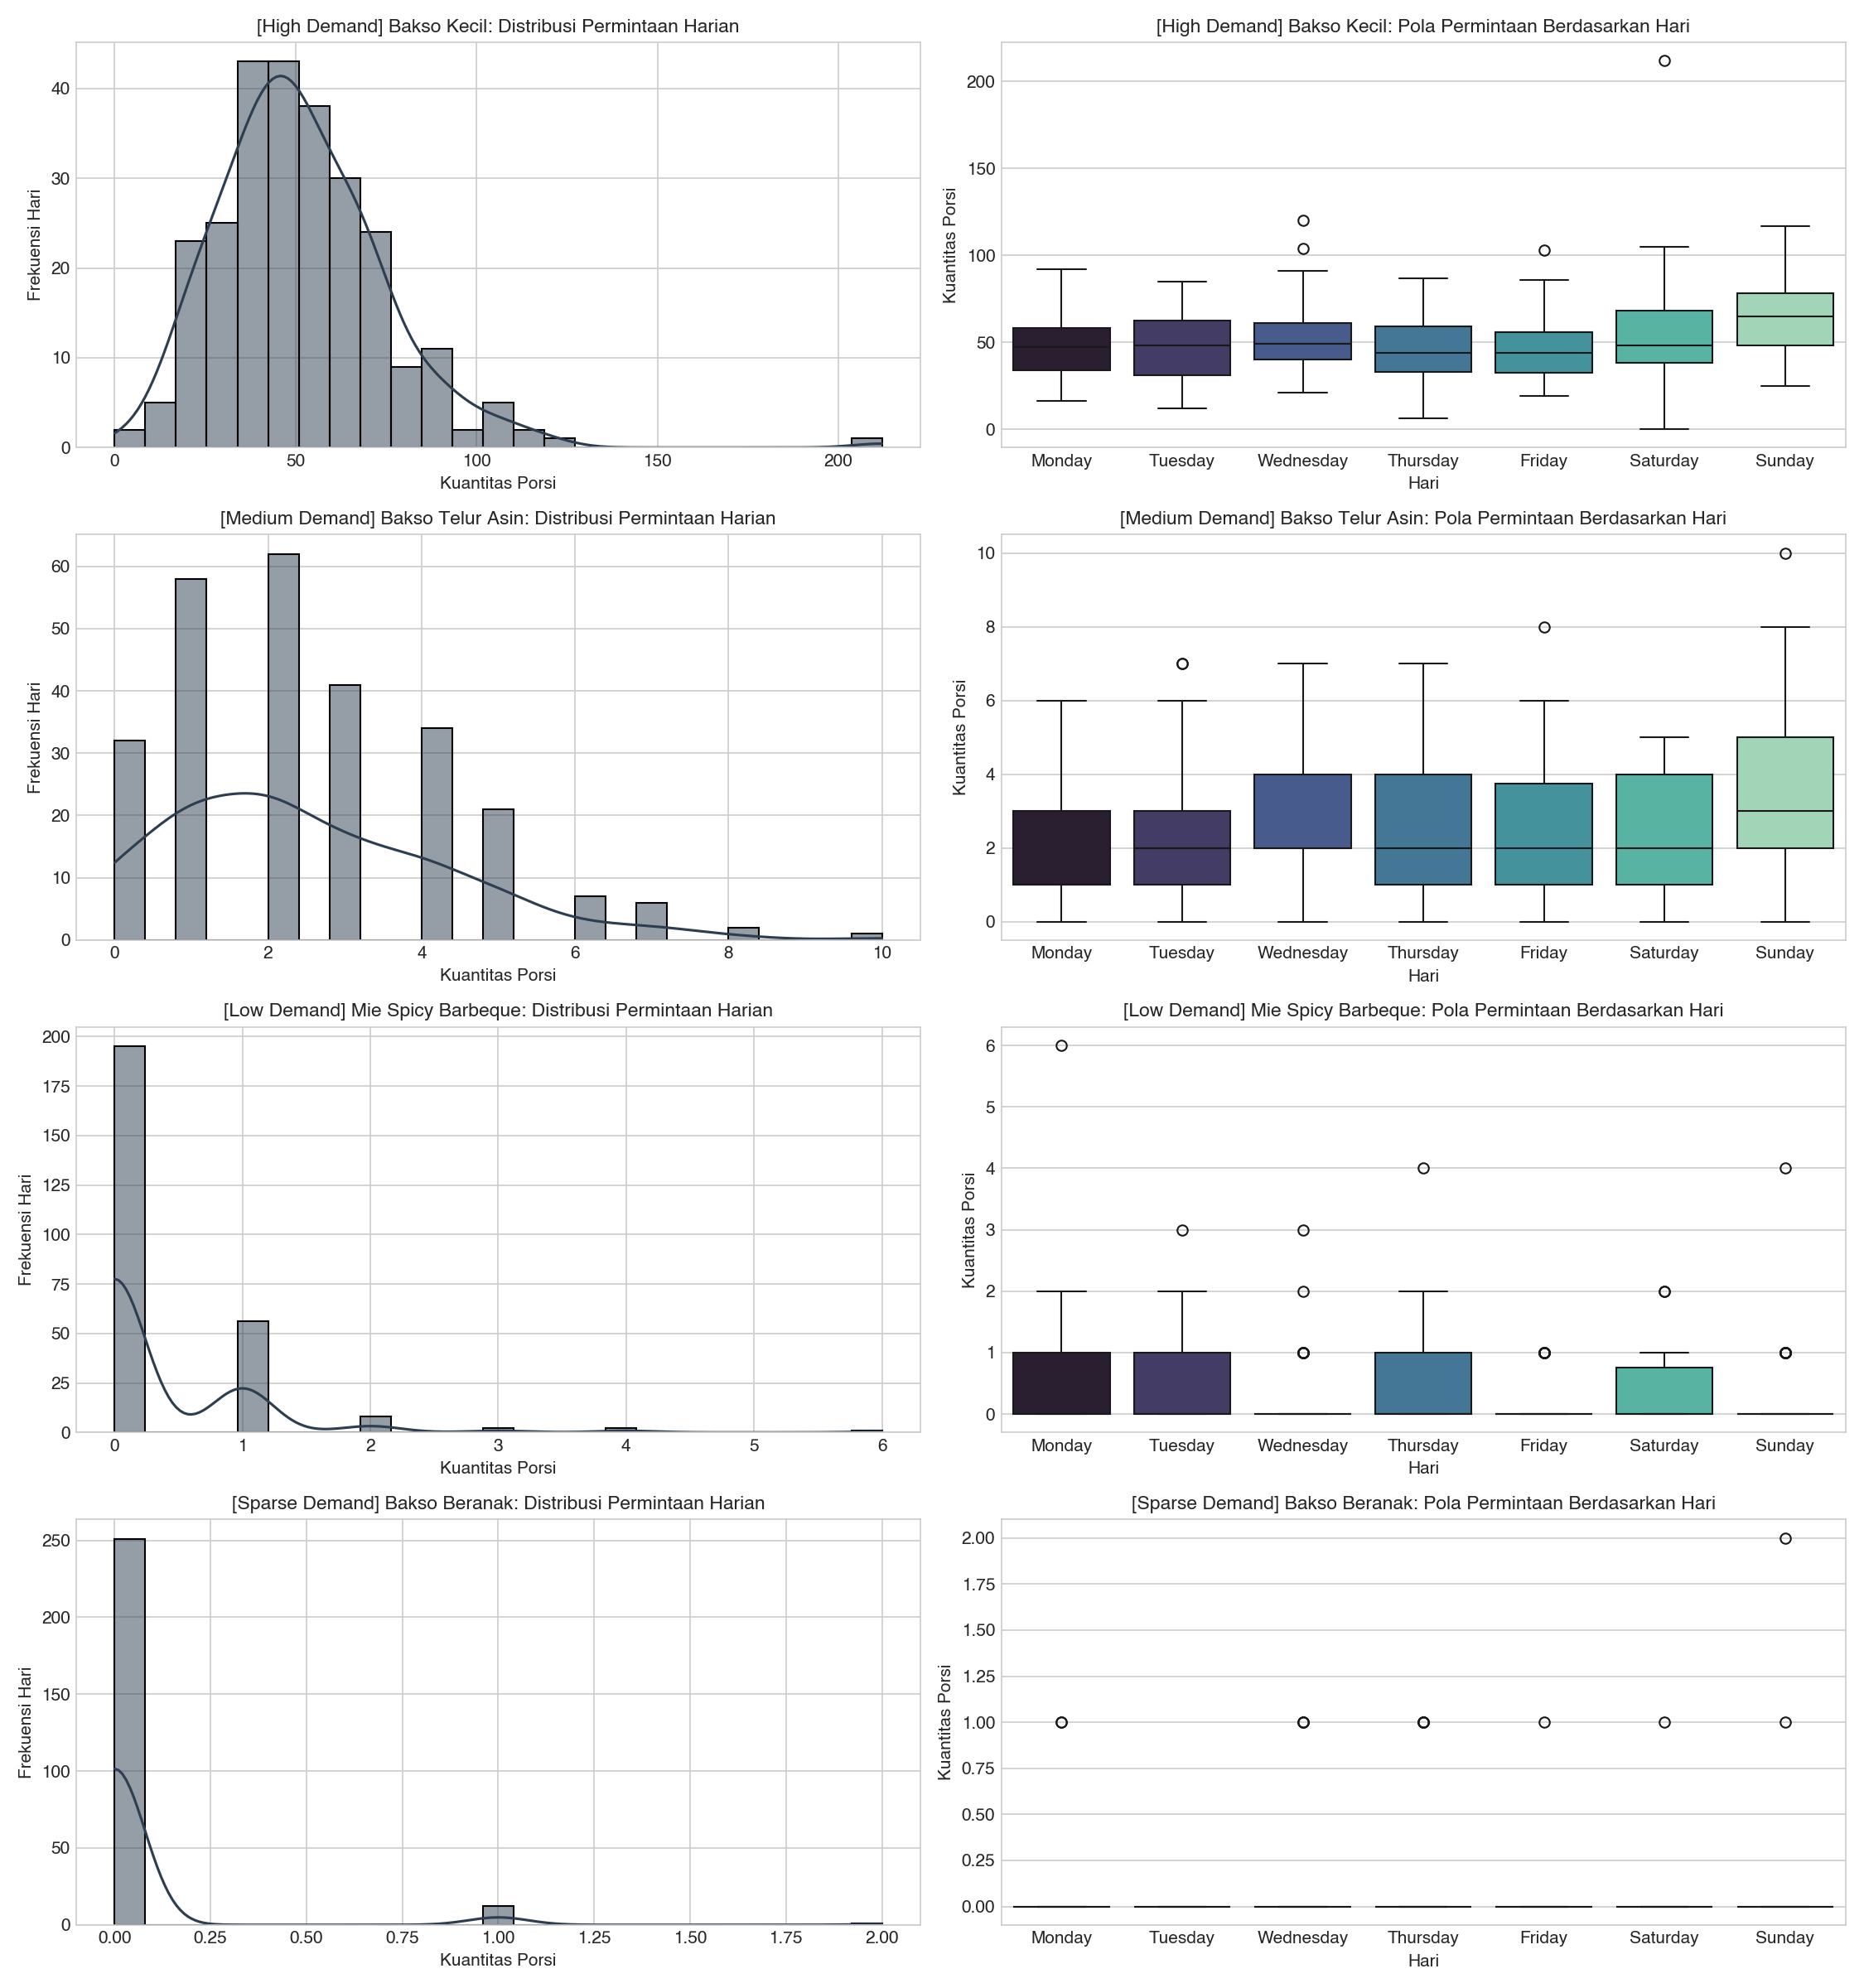 [High Demand] Bakso Kecil: Distribusi Permintaan Harian
40
30
20
10
0
Frekuensi Hari
0 50 100 150 200
Kuantitas Porsi
[High Demand] Bakso Kecil: Pola Permintaan Berdasarkan Hari
200
150
100
50
0
Kuantitas Porsi
Monday Tuesday Wednesday Thursday Friday Saturday Sunday
Hari
[Medium Demand] Bakso Telur Asin: Distribusi Permintaan Harian
60
50
40
30
20
10
0
Frekuensi Hari
0 2 4 6 8 10
Kuantitas Porsi
[Medium Demand] Bakso Telur Asin: Pola Permintaan Berdasarkan Hari
10
8
6
4
2
0
Kuantitas Porsi
Monday Tuesday Wednesday Thursday Friday Saturday Sunday
Hari
[Low Demand] Mie Spicy Barbeque: Distribusi Permintaan Harian
200
175
150
125
100
75
50
25
0
Frekuensi Hari
0 1 2 3 4 5 6
Kuantitas Porsi
[Low Demand] Mie Spicy Barbeque: Pola Permintaan Berdasarkan Hari
6
5
4
3
2
1
0
Kuantitas Porsi
Monday Tuesday Wednesday Thursday Friday Saturday Sunday
Hari
[Sparse Demand] Bakso Beranak: Distribusi Permintaan Harian
250
200
150
100
50
0
Frekuensi Hari
0.00 0.25 0.50 0.75 1.00 1.25 1.50 1.75 2.00
Kuantitas Porsi
[Sparse Demand] Bakso Beranak: Pola Permintaan Berdasarkan Hari
2.00
1.75
1.50
1.25
1.00
0.75
0.50
0.25
0.00
Kuantitas Porsi
Monday Tuesday Wednesday Thursday Friday Saturday Sunday
Hari